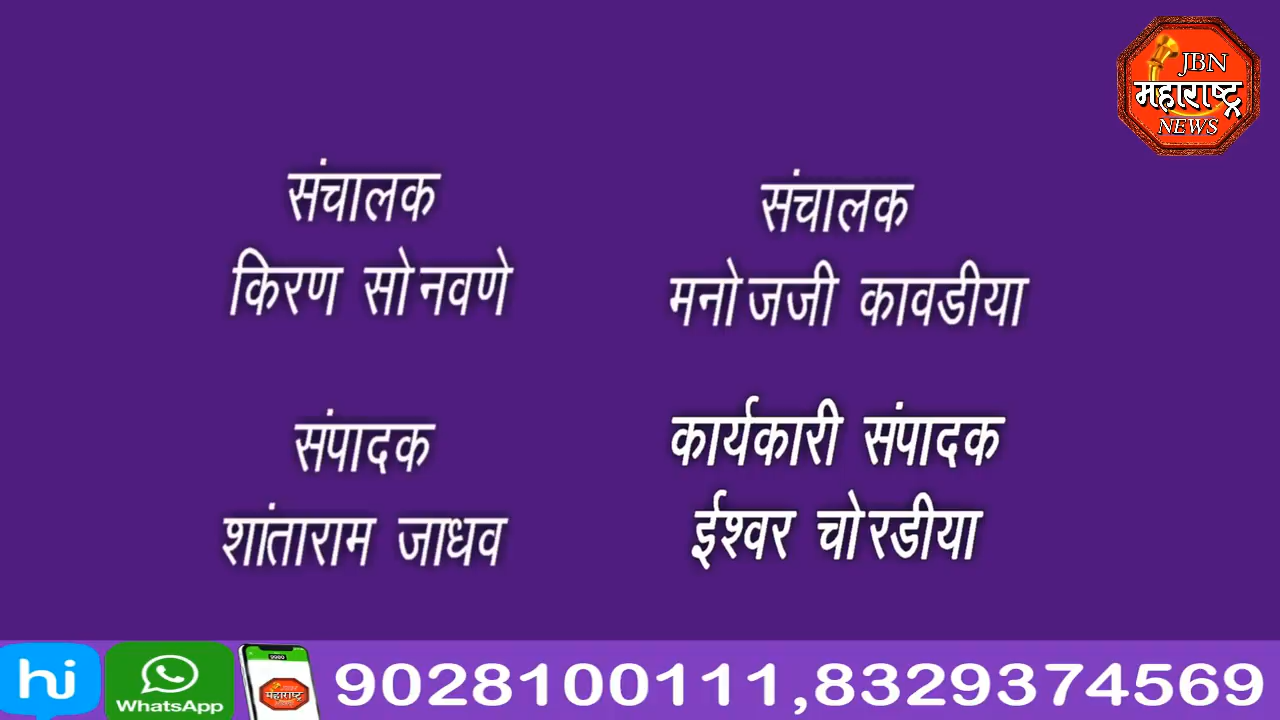 JBN
महाराष्ट्र
NEWS
संचालक
किरण सोनवणे
संचालक
मनोजजी कावडीया
संपादक
शांताराम जाधव
कार्यकारी संपादक
ईश्वर चोरडीया
hi
WhatsApp
महाराष्ट्र
9028100111,8329374569